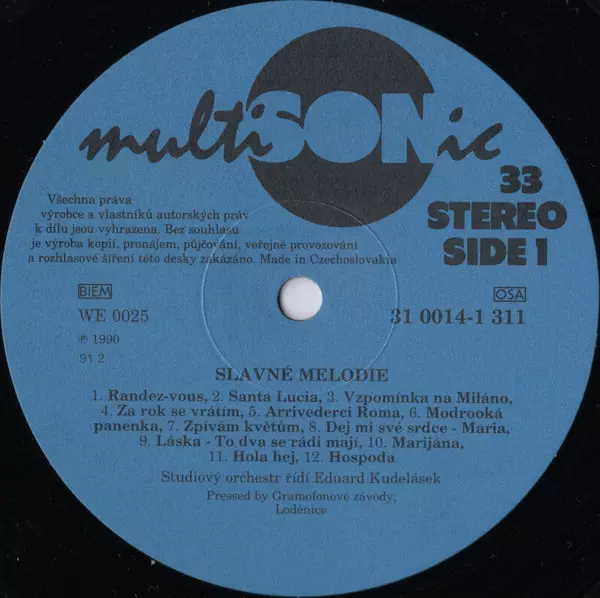 multiSONic
33
STEREO
SIDE 1
Všechna práva
výrobce a vlastníků autorských práv
k dílu jsou vyhrazena. Bez souhlasu
je výroba kopií, pronájem, půjčování, veřejné provozování
a rozhlasové šíření této desky zakázáno. Made in Czechoslovakia
BIEM
OSA
WE 0025
31 0014-1 311
℗ 1990
91 2
SLAVNÉ MELODIE
1. Randez-vous, 2. Santa Lucia, 3. Vzpomínka na Miláno,
4. Za rok se vrátím, 5. Arrivederci Roma, 6. Modrooká
panenka, 7. Zpívám květům, 8. Dej mi své srdce - Maria,
9. Láska - To dva se rádi mají, 10. Marijána,
11. Hola hej, 12. Hospoda
Studiový orchestr řídí Eduard Kudelásek
Pressed by Gramofonové závody,
Loděnice